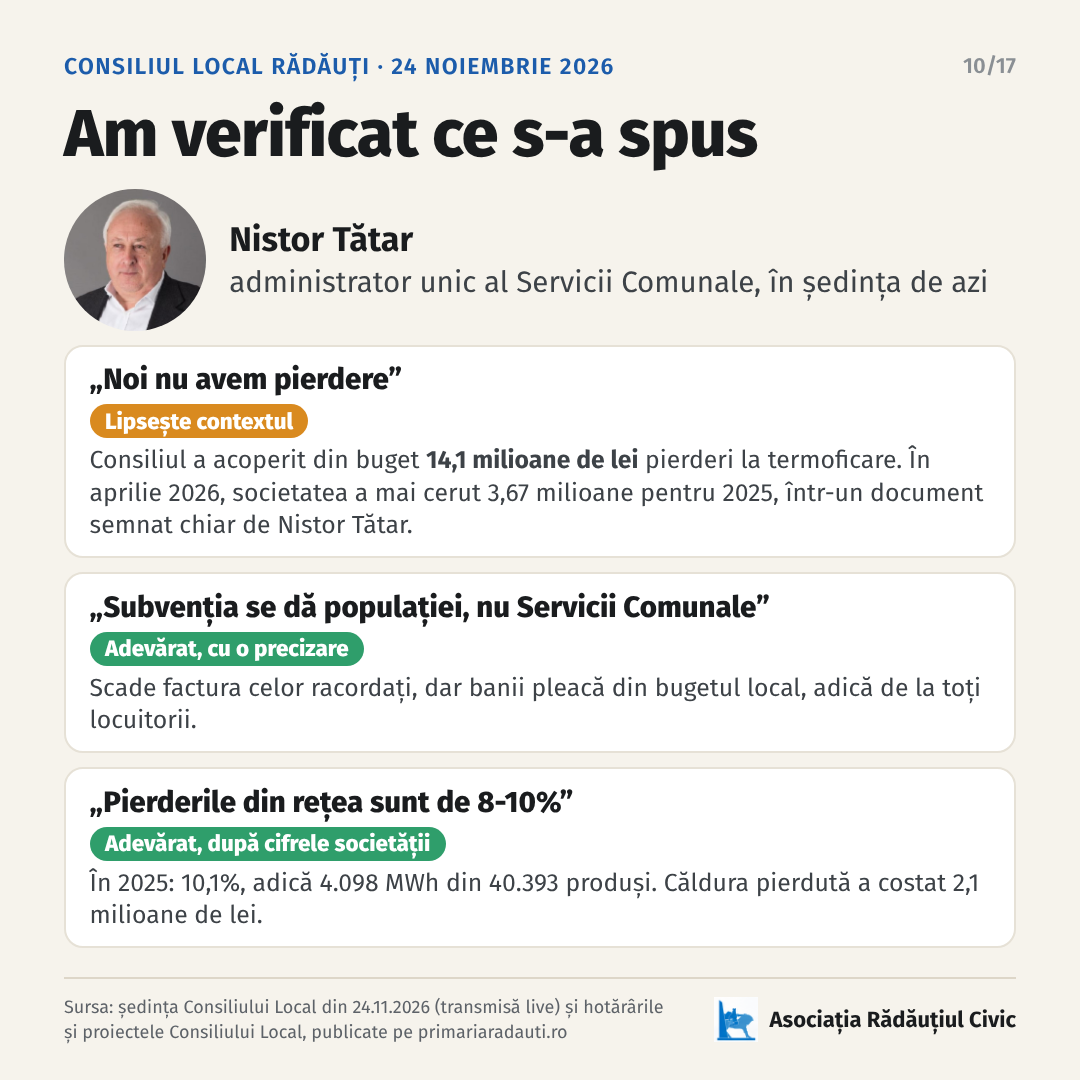 CONSILIUL LOCAL RĂDĂUȚI · 24 NOIEMBRIE 2026
10/17
Am verificat ce s-a spus
Nistor Tătar
administrator unic al Servicii Comunale, în ședința de azi
„Noi nu avem pierdere”
Lipsește contextul
Consiliul a acoperit din buget 14,1 milioane de lei pierderi la termoficare. În
aprilie 2026, societatea a mai cerut 3,67 milioane pentru 2025, într-un document
semnat chiar de Nistor Tătar.
„Subvenția se dă populației, nu Servicii Comunale”
Adevărat, cu o precizare
Scade factura celor racordați, dar banii pleacă din bugetul local, adică de la toți
locuitorii.
„Pierderile din rețea sunt de 8-10%”
Adevărat, după cifrele societății
În 2025: 10,1%, adică 4.098 MWh din 40.393 produși. Căldura pierdută a costat 2,1
milioane de lei.
Sursa: ședința Consiliului Local din 24.11.2026 (transmisă live) și hotărârile
și proiectele Consiliului Local, publicate pe primariaradauti.ro
Asociația Rădăuțiul Civic